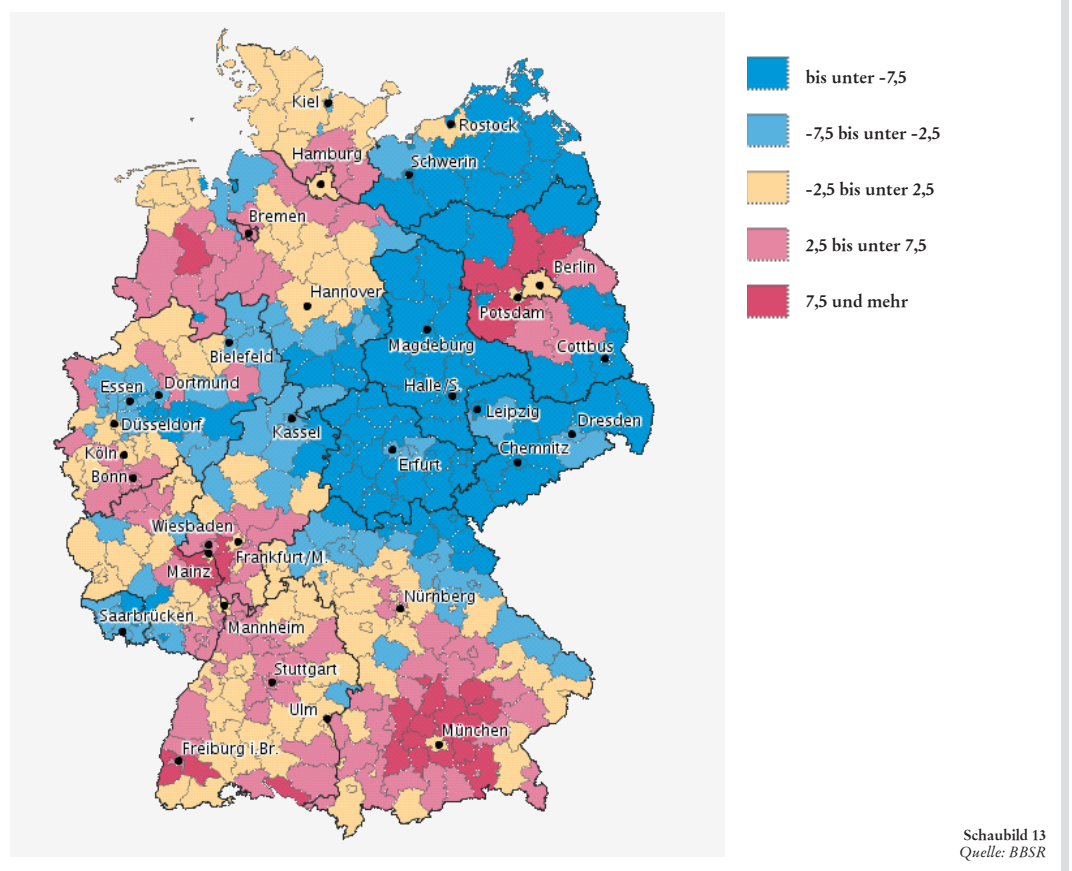 Kiel
Rostock
Hamburg
Schwerin
Bremen
Berlin
Hannover
Potsdam
Magdeburg
Cottbus
Bielefeld
Halle/S.
Essen
Dortmund
Leipzig
Düsseldorf
Kassel
Dresden
Köln
Chemnitz
Erfurt
Bonn
Wiesbaden
Frankfurt/M.
Mainz
Nürnberg
Saarbrücken
Mannheim
Stuttgart
Ulm
München
Freiburg i.Br.
bis unter -7,5
-7,5 bis unter -2,5
-2,5 bis unter 2,5
2,5 bis unter 7,5
7,5 und mehr
Schaubild 13
Quelle: BBSR